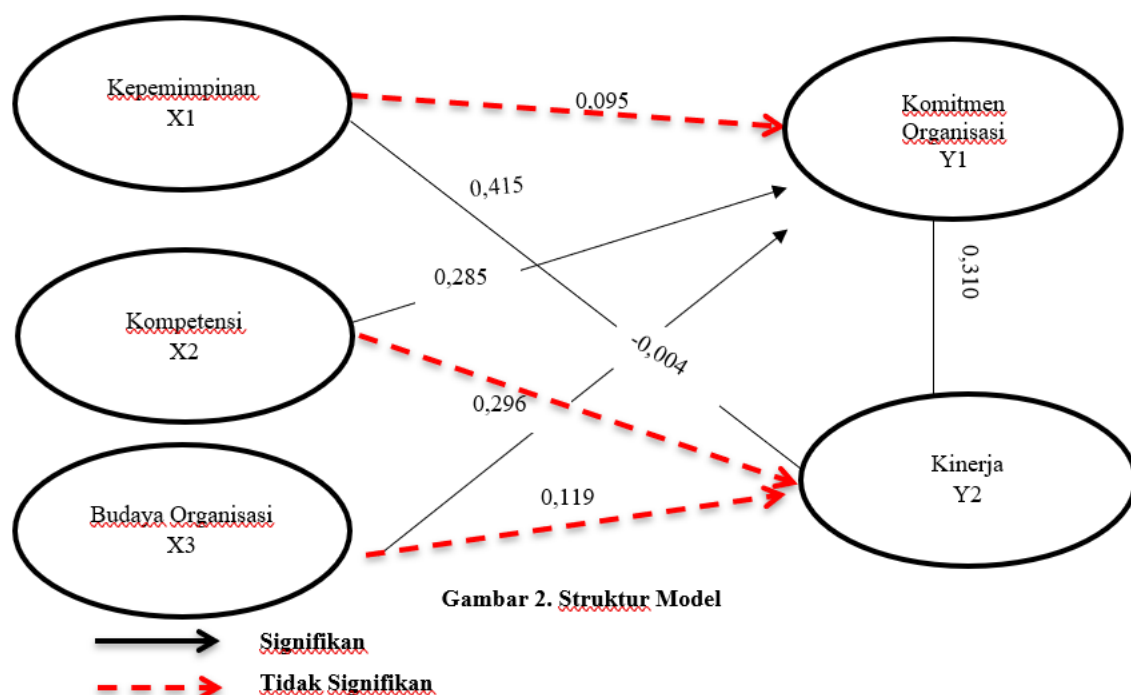 Kepemimpinan
X1
0,095
Komitmen
Organisasi
Y1
0,415
0,285
0,310
Kompetensi
X2
-0,004
0,296
Kinerja
Y2
0,119
Budaya Organisasi
X3
Gambar 2. Struktur Model
Signifikan
Tidak Signifikan